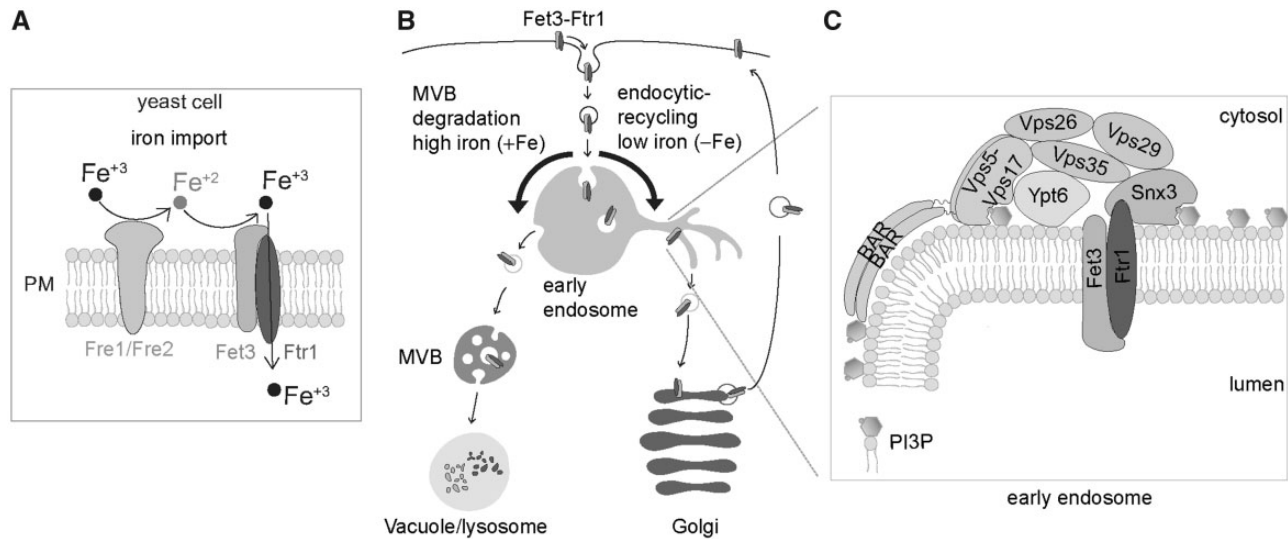 A
yeast cell
iron import
Fe+3
Fe+2
Fe+3
PM
Fre1/Fre2
Fet3
Ftr1
Fe+3
B
Fet3-Ftr1
MVB
degradation
high iron (+Fe)
endocytic-
recycling
low iron (−Fe)
early
endosome
MVB
Vacuole/lysosome
Golgi
C
cytosol
Vps26
Vps29
Vps35
Vps5-
Vps17
Ypt6
Snx3
BAR
BAR
Fet3
Ftr1
lumen
PI3P
early endosome